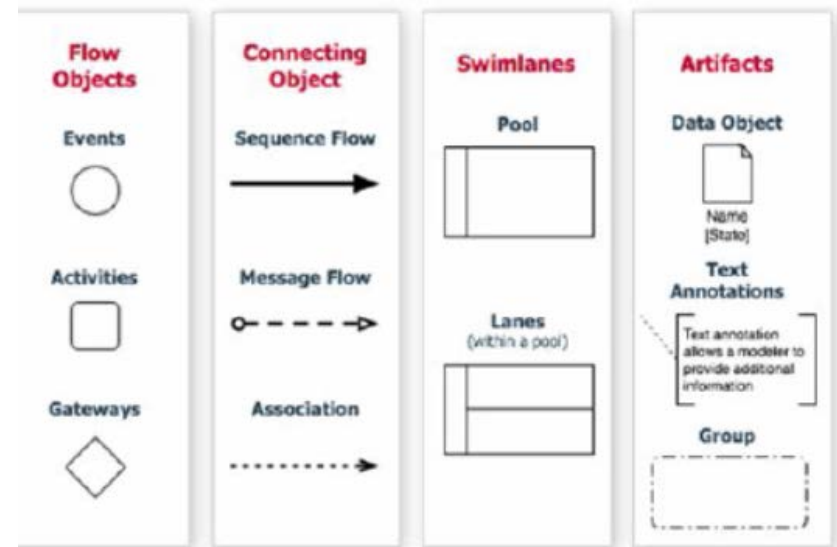 Flow
Objects
Events
Activities
Gateways
Connecting
Object
Sequence Flow
Message Flow
Association
Swimlanes
Pool
Lanes
(within a pool)
Artifacts
Data Object
Name
[State]
Text
Annotations
Text annotation
allows a modeler to
provide additional
information
Group